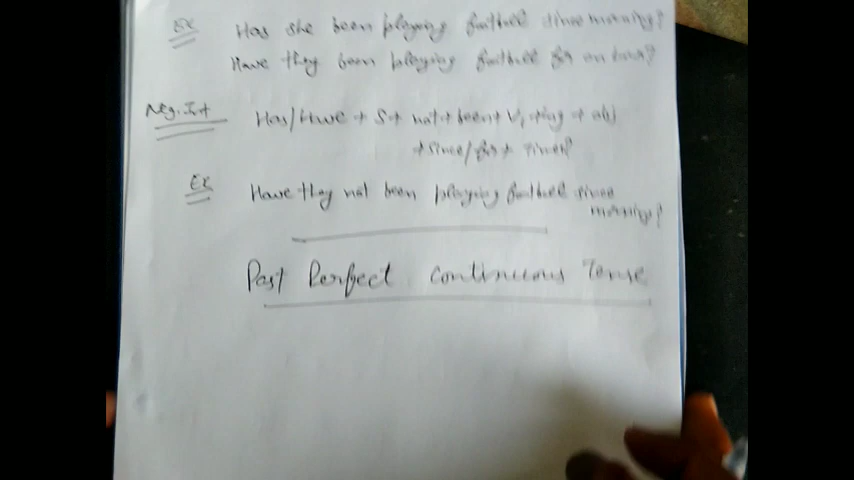 Ex Has she been playing football since morning?
Have they been playing football for an hour?
Neg. Int Has/Have + S + not + been + V1 + ing + obj
+ since/for + time?
Ex Have they not been playing football since
morning?
Past Perfect Continuous Tense